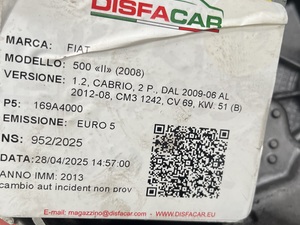 DISFACAR
MARCA: FIAT
MODELLO: 500 «II» (2008)
VERSIONE: 1.2, CABRIO, 2 P., DAL 2009-06 AL
2012-08, CM3 1242, CV 69, KW. 51 (B)
P5: 169A4000
EMISSIONE: EURO 5
NS: 952/2025
DATA: 28/04/2025 14:57:00
ANNO IMM: 2013
cambio aut incident non prov
E-mail: magazzino@disfacar.com WWW.DISFACAR.EU